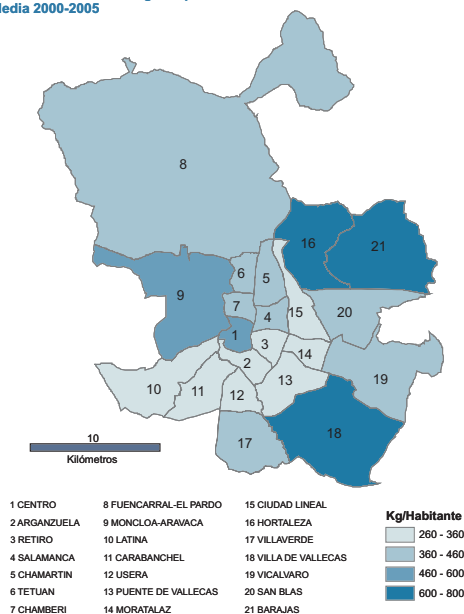 Media 2000-2005
8
16
21
6
5
9
7
4
15
20
1
3
2
14
10
11
12
13
19
17
18
10
Kilómetros
1 CENTRO
2 ARGANZUELA
3 RETIRO
4 SALAMANCA
5 CHAMARTIN
6 TETUAN
7 CHAMBERI
8 FUENCARRAL-EL PARDO
9 MONCLOA-ARAVACA
10 LATINA
11 CARABANCHEL
12 USERA
13 PUENTE DE VALLECAS
14 MORATALAZ
15 CIUDAD LINEAL
16 HORTALEZA
17 VILLAVERDE
18 VILLA DE VALLECAS
19 VICALVARO
20 SAN BLAS
21 BARAJAS
Kg/Habitante
260 - 360
360 - 460
460 - 600
600 - 800